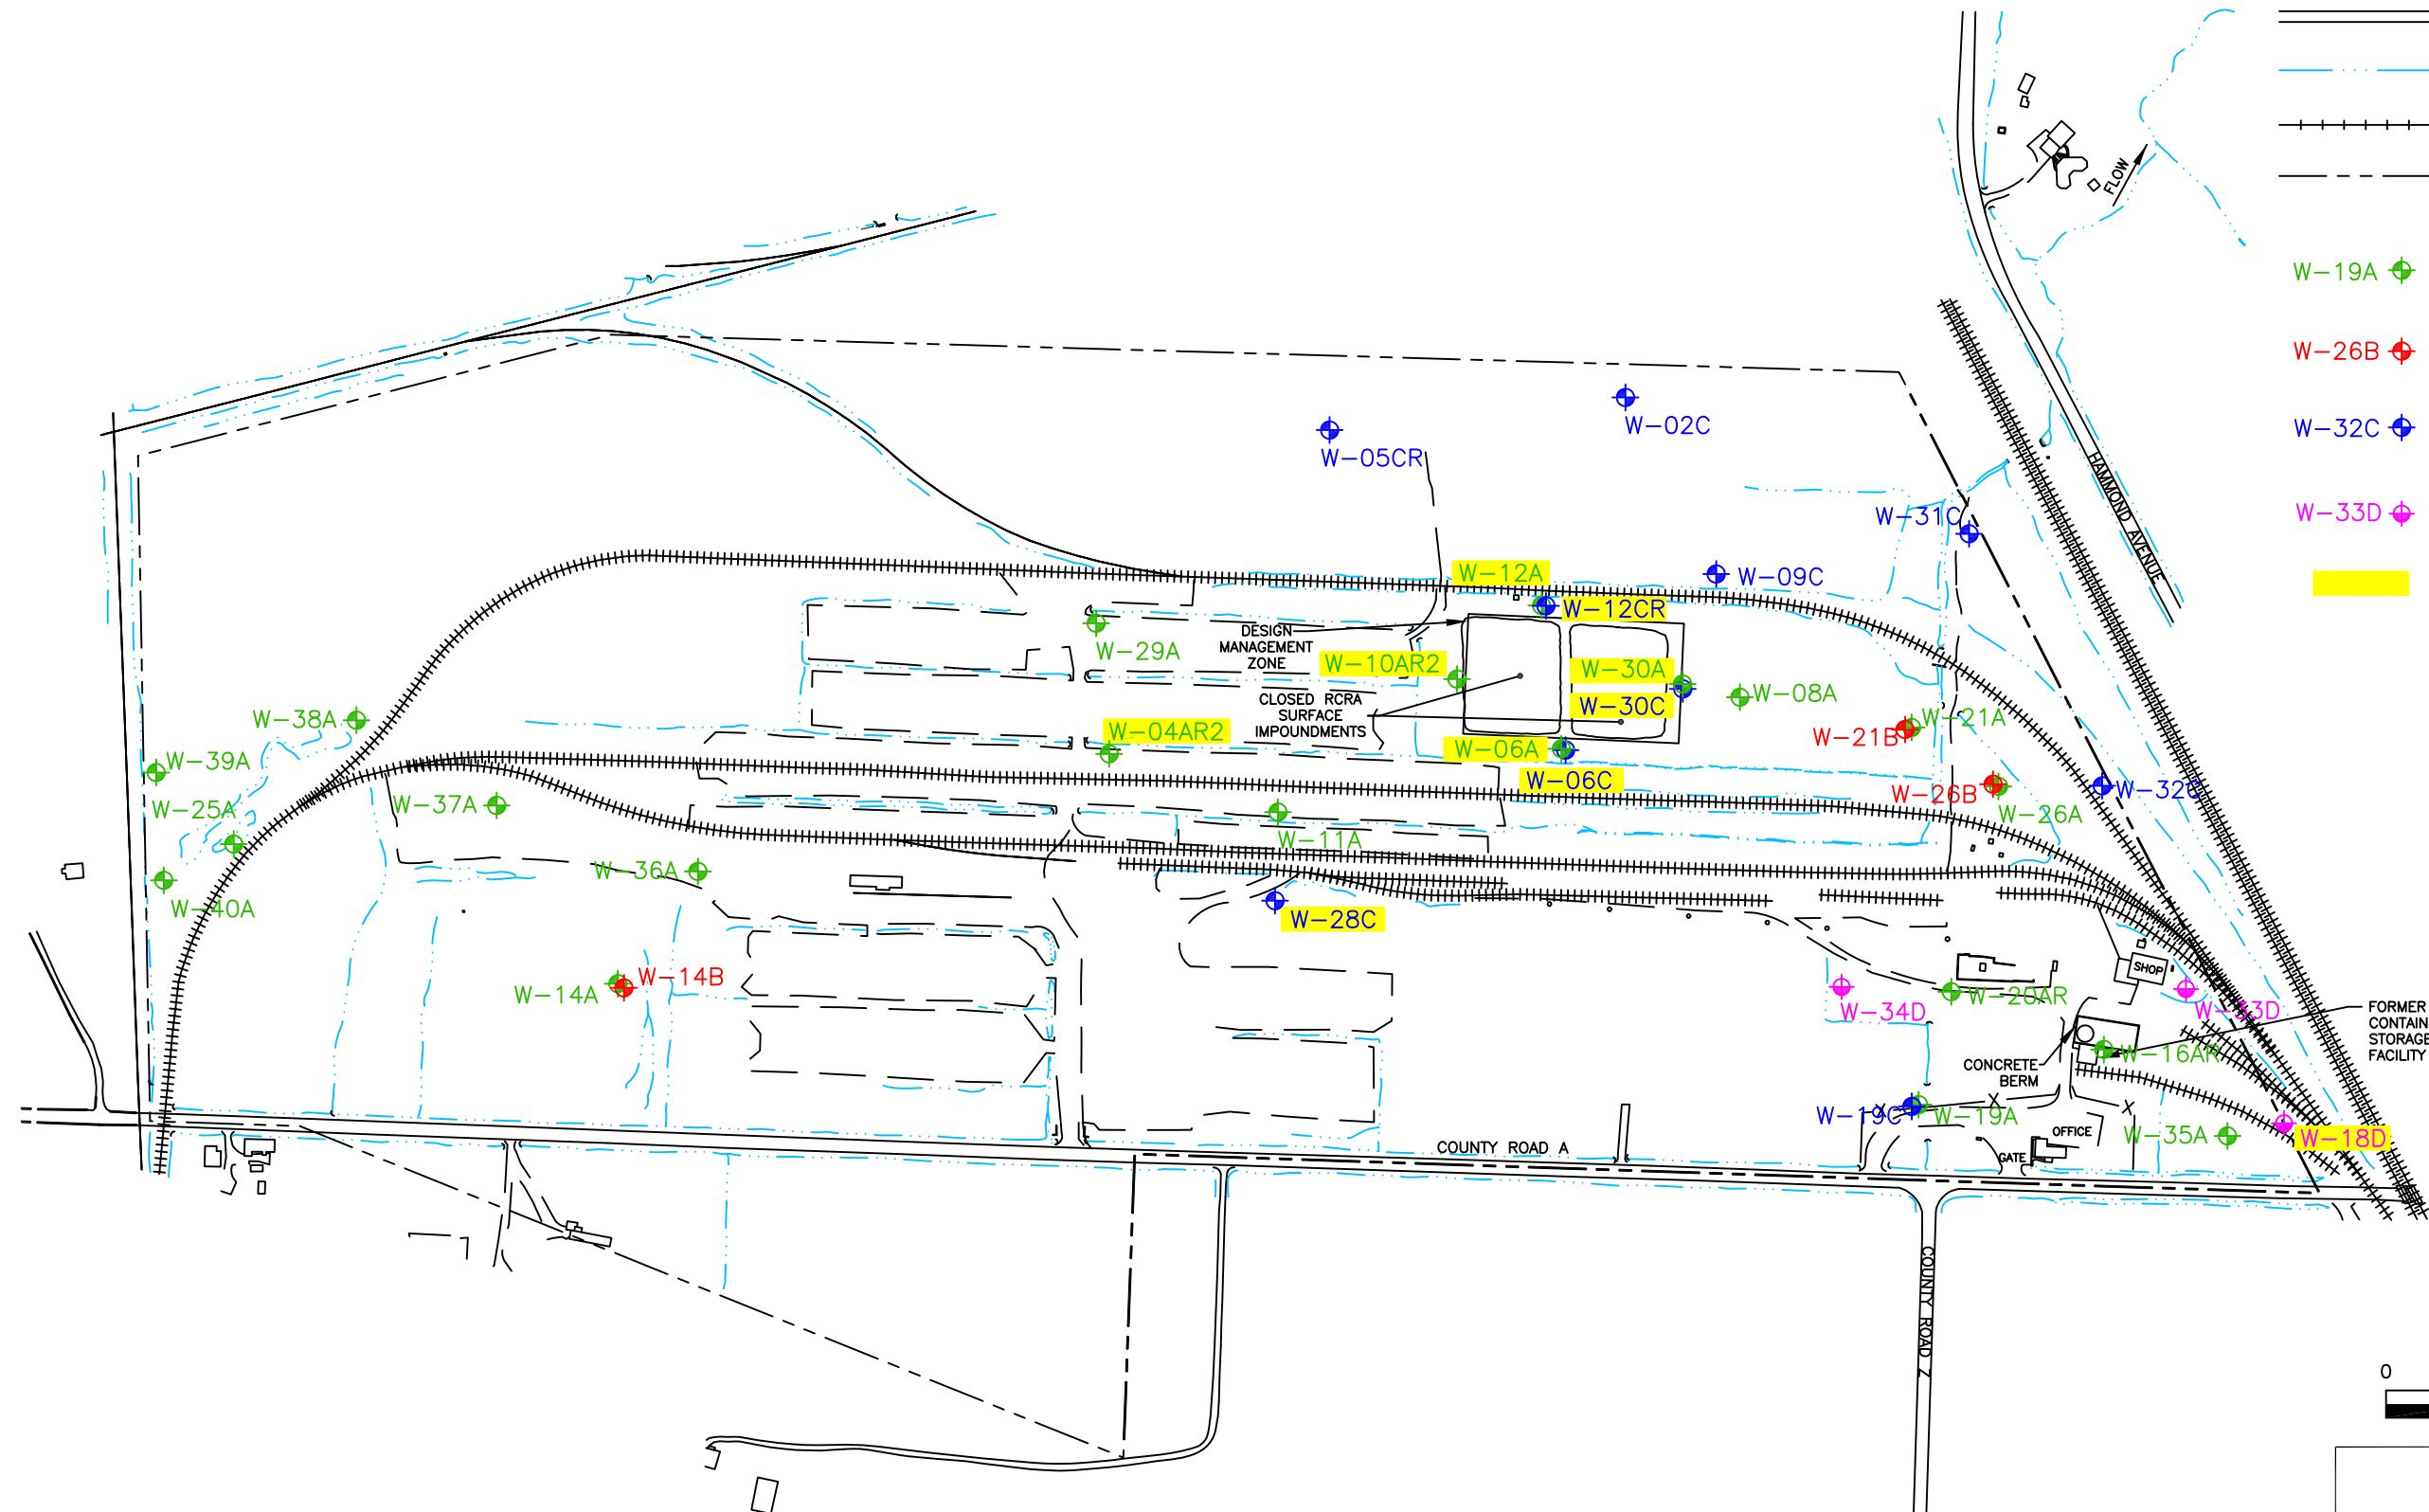 FLOW
W-19A
W-26B
W-32C
W-33D
HAMMOND AVENUE
W-02C
W-05CR
W-31C
W-12A
W-09C
W-12CR
DESIGN
MANAGEMENT
ZONE
W-29A
W-10AR2
W-30A
W-30C
W-08A
CLOSED RCRA
SURFACE
IMPOUNDMENTS
W-38A
W-04AR2
W-06A
W-06C
W-21A
W-21B
W-39A
W-25A
W-37A
W-26B
W-26A
W-32C
W-11A
W-36A
W-40A
W-28C
W-14A
W-14B
SHOP
W-34D
W-20AR
W-33D
FORMER
CONTAIN
STORAGE
FACILITY
W-16AR
CONCRETE
BERM
W-19C
W-19A
X
X
X
OFFICE
W-35A
W-18D
GATE
COUNTY ROAD A
COUNTY ROAD Z
0